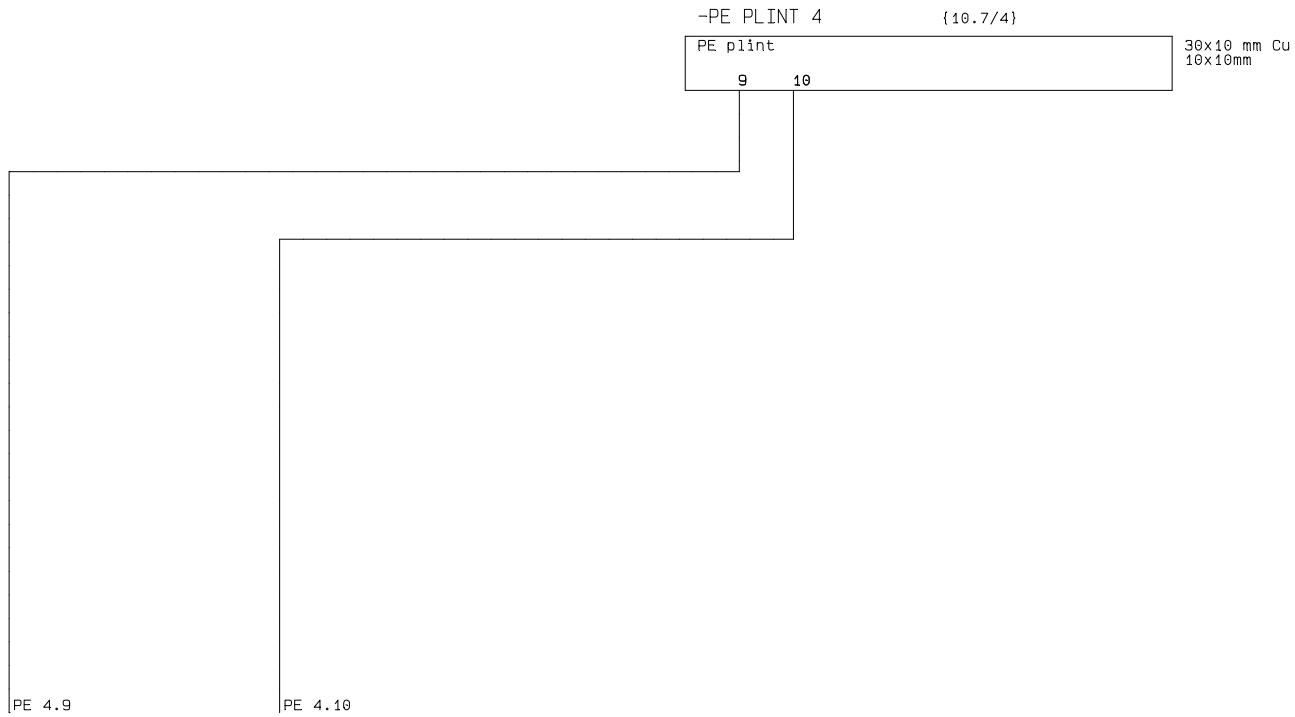 -PE PLINT 4 {10.7/4}
PE plint
30x10 mm Cu
10x10mm
9 10
PE 4.9 PE 4.10